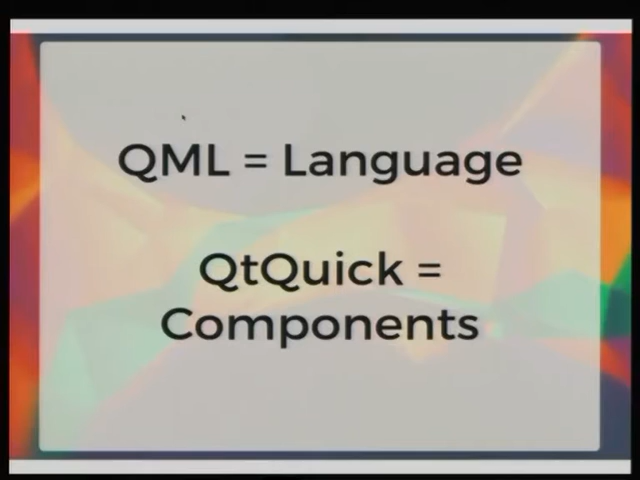 QML = Language
QtQuick =
Components